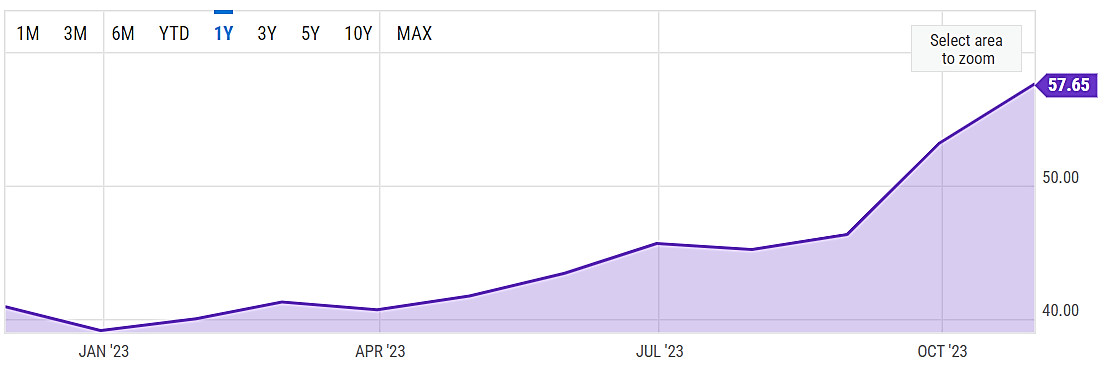 1M 3M 6M YTD 1Y 3Y 5Y 10Y MAX
Select area
to zoom
57.65
50.00
40.00
JAN '23 APR '23 JUL '23 OCT '23